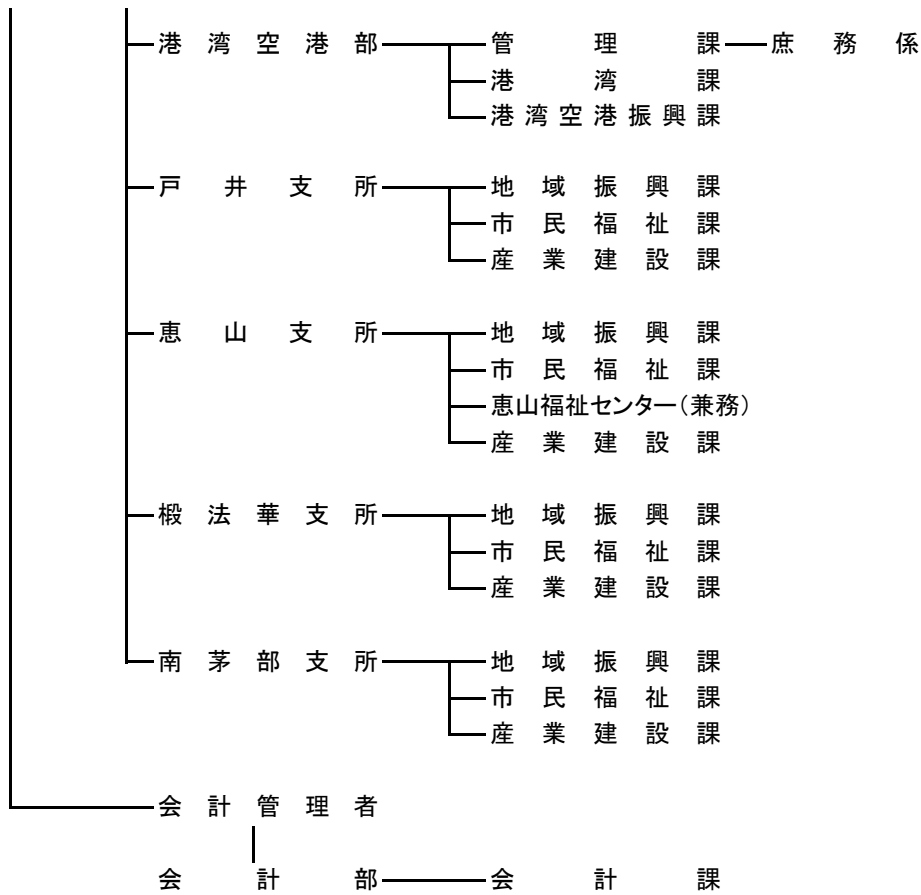 港湾空港部 管理課 庶務係
港湾課
港湾空港振興課
戸井支所 地域振興課
市民福祉課
産業建設課
恵山支所 地域振興課
市民福祉課
恵山福祉センター(兼務)
産業建設課
椴法華支所 地域振興課
市民福祉課
産業建設課
南茅部支所 地域振興課
市民福祉課
産業建設課
会計管理者
会計部 会計課